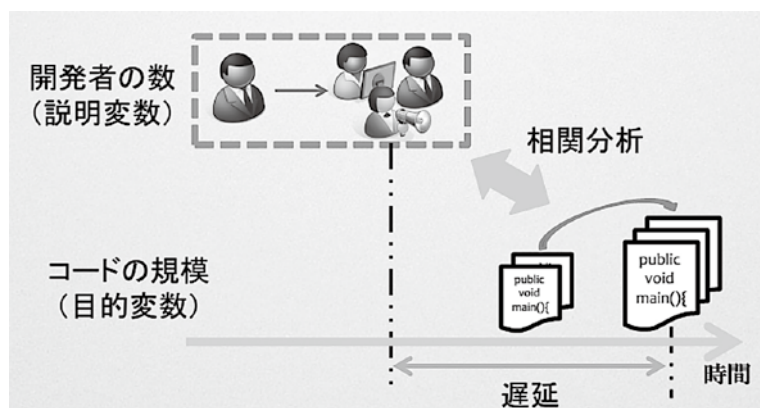 開発者の数
(説明変数)
相関分析
コードの規模
(目的変数)
public
void
main(){
public
void
main(){
時間
遅延